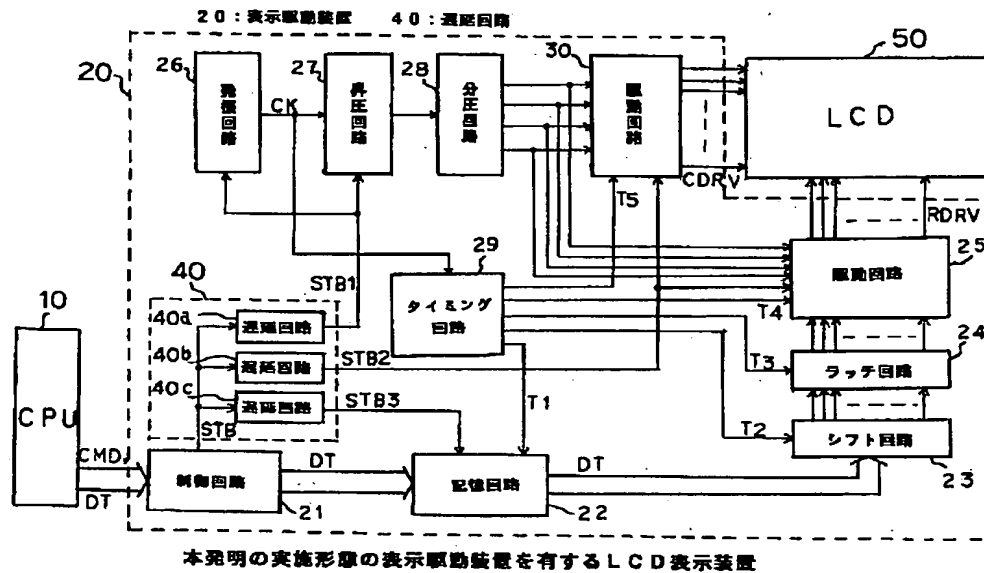 20：表示駆動装置 40：遅延回路
20
26
発振回路
CK
27
昇圧回路
28
分圧回路
30
駆動回路
CDRV
50
LCD
RDRV
T5
29
タイミング
回路
25
駆動回路
T4
40
STB1
40a
遅延回路
40b
遅延回路
STB2
40c
遅延回路
STB3
STB
T1
T3
24
ラッチ回路
T2
シフト回路
23
10
CPU
CMD
DT
制御回路
21
DT
記憶回路
22
DT
本発明の実施形態の表示駆動装置を有するLCD表示装置